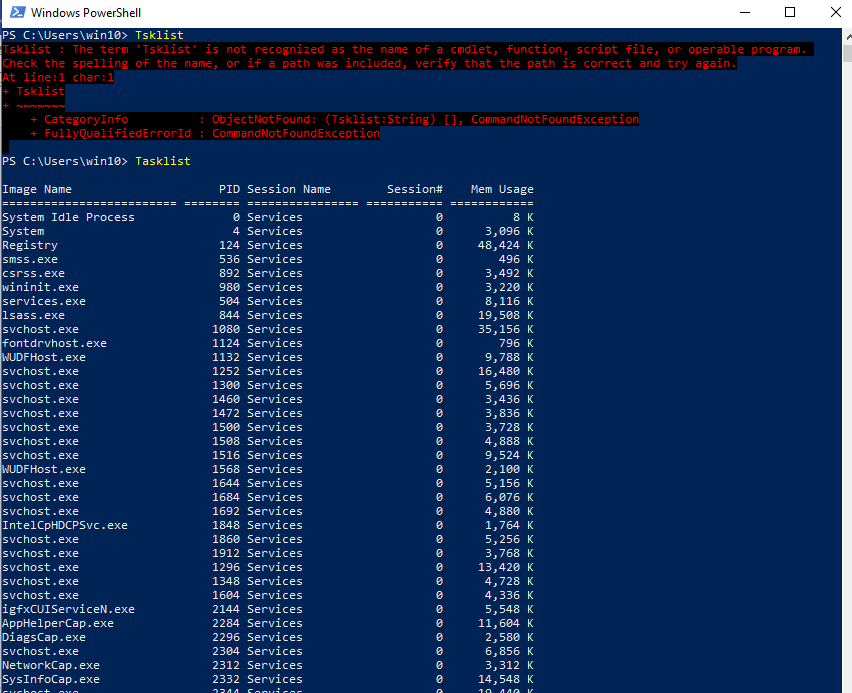 Windows PowerShell
PS C:\Users\win10> Tsklist
Tsklist : The term 'Tsklist' is not recognized as the name of a cmdlet, function, script file, or operable program.
Check the spelling of the name, or if a path was included, verify that the path is correct and try again.
At line:1 char:1
+ Tsklist
+ ~~~~~~~
    + CategoryInfo          : ObjectNotFound: (Tsklist:String) [], CommandNotFoundException
    + FullyQualifiedErrorId : CommandNotFoundException
PS C:\Users\win10> Tasklist
Image Name                     PID Session Name        Session#    Mem Usage
========================= ======== ================ =========== ============
System Idle Process              0 Services                   0          8 K
System                           4 Services                   0      3,096 K
Registry                       124 Services                   0     48,424 K
smss.exe                       536 Services                   0        496 K
csrss.exe                      892 Services                   0      3,492 K
wininit.exe                    980 Services                   0      3,220 K
services.exe                   504 Services                   0      8,116 K
lsass.exe                      844 Services                   0     19,508 K
svchost.exe                   1080 Services                   0     35,156 K
fontdrvhost.exe               1124 Services                   0        796 K
WUDFHost.exe                  1132 Services                   0      9,788 K
svchost.exe                   1252 Services                   0     16,480 K
svchost.exe                   1300 Services                   0      5,696 K
svchost.exe                   1460 Services                   0      3,436 K
svchost.exe                   1472 Services                   0      3,836 K
svchost.exe                   1500 Services                   0      3,728 K
svchost.exe                   1508 Services                   0      4,888 K
svchost.exe                   1516 Services                   0      9,524 K
WUDFHost.exe                  1568 Services                   0      2,100 K
svchost.exe                   1644 Services                   0      5,156 K
svchost.exe                   1684 Services                   0      6,076 K
svchost.exe                   1692 Services                   0      4,880 K
IntelCpHDCPSvc.exe            1848 Services                   0      1,764 K
svchost.exe                   1860 Services                   0      5,256 K
svchost.exe                   1912 Services                   0      3,768 K
svchost.exe                   1296 Services                   0     13,420 K
svchost.exe                   1348 Services                   0      4,728 K
svchost.exe                   1604 Services                   0      4,336 K
igfxCUIServiceN.exe           2144 Services                   0      5,548 K
AppHelperCap.exe              2284 Services                   0     11,604 K
DiagsCap.exe                  2296 Services                   0      2,580 K
svchost.exe                   2304 Services                   0      6,856 K
NetworkCap.exe                2312 Services                   0      3,312 K
SysInfoCap.exe                2332 Services                   0     14,548 K
svchost.exe                   2344 Services                   0     19,440 K